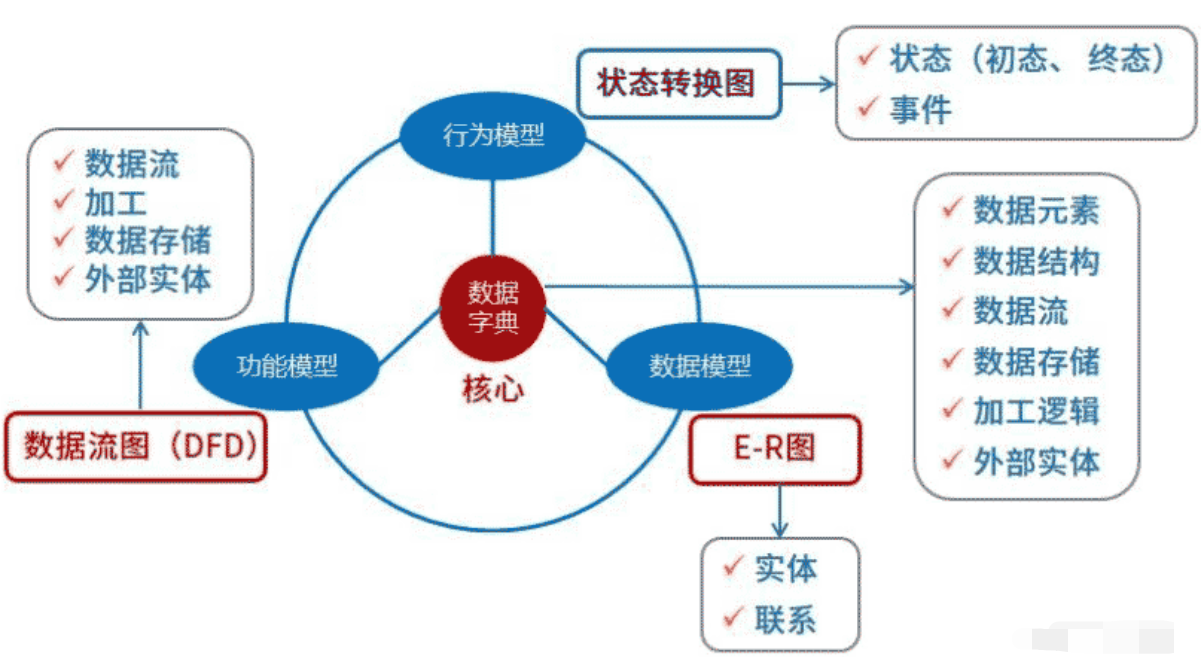 状态转换图
状态（初态、 终态）
事件
行为模型
数据流
加工
数据存储
外部实体
数据
字典
核心
功能模型
数据模型
数据元素
数据结构
数据流
数据存储
加工逻辑
外部实体
数据流图（DFD）
E-R图
实体
联系